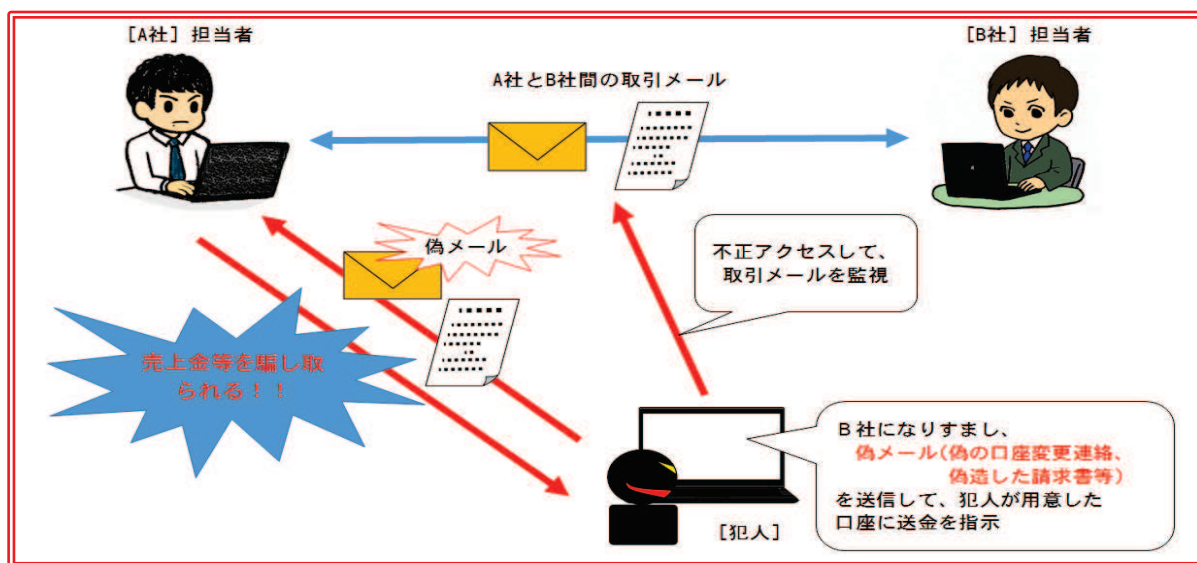 [A社] 担当者
[B社] 担当者
A社とB社間の取引メール
偽メール
不正アクセスして、
取引メールを監視
売上金等を騙し取
られる！！
Ｂ社になりすまし、
偽メール(偽の口座変更連絡、
偽造した請求書等)
を送信して、犯人が用意した
口座に送金を指示
[犯人]